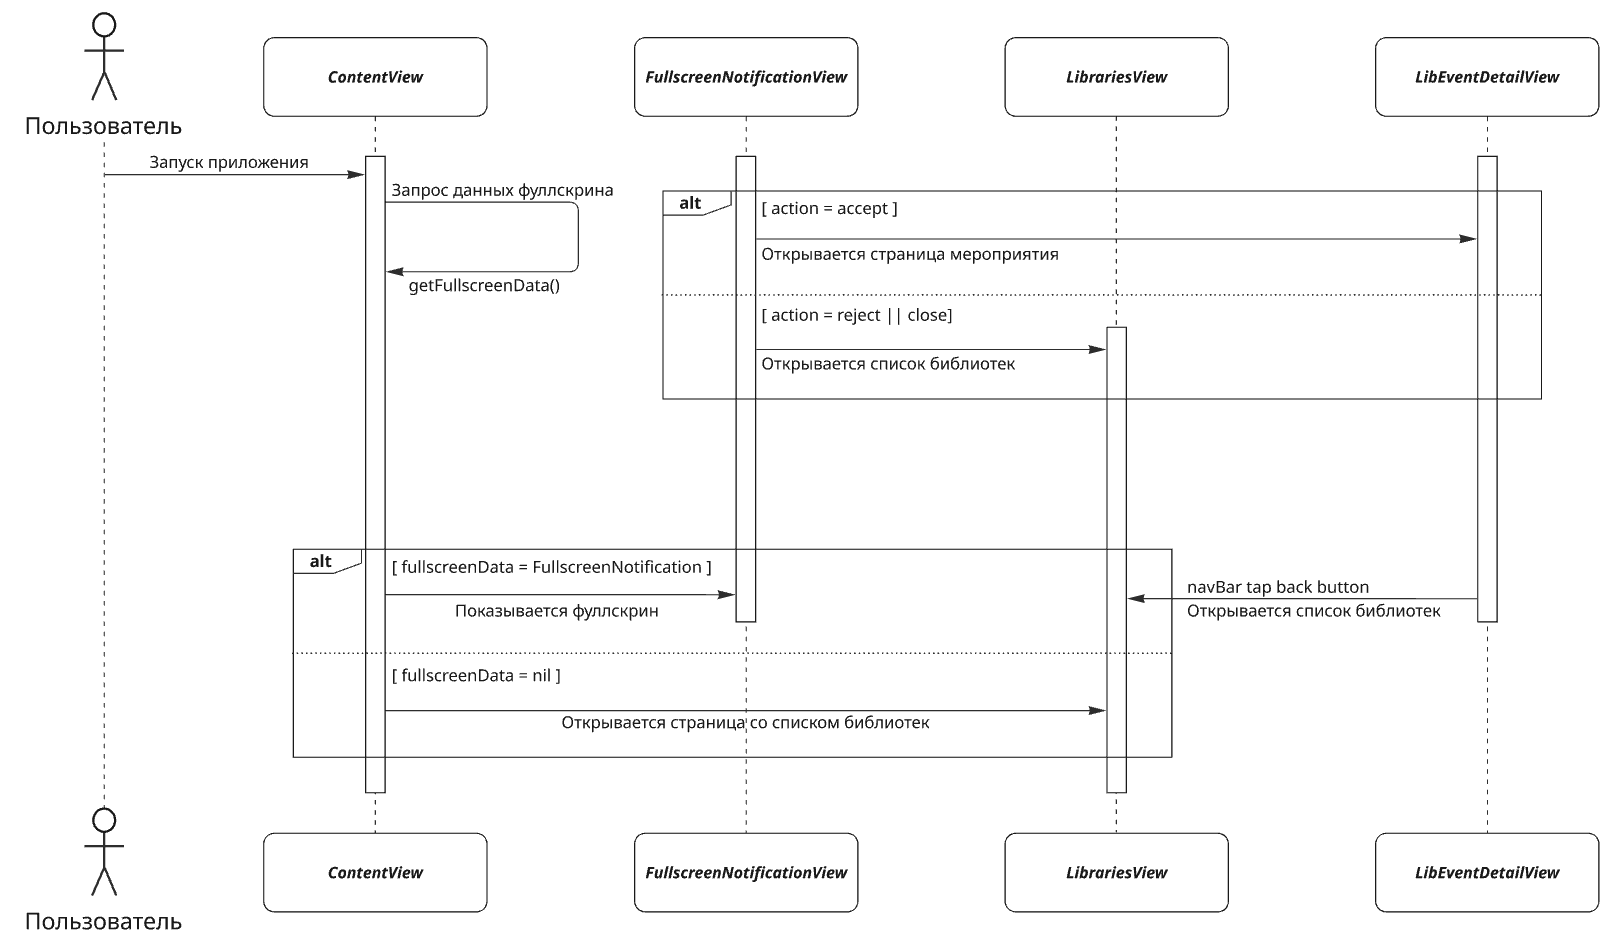 Пользователь
ContentView
FullscreenNotificationView
LibrariesView
LibEventDetailView
Запуск приложения
Запрос данных фуллскрина
getFullscreenData()
alt
[ action = accept ]
Открывается страница мероприятия
[ action = reject || close]
Открывается список библиотек
alt
[ fullscreenData = FullscreenNotification ]
Показывается фуллскрин
navBar tap back button
Открывается список библиотек
[ fullscreenData = nil ]
Открывается страница со списком библиотек
Пользователь
ContentView
FullscreenNotificationView
LibrariesView
LibEventDetailView